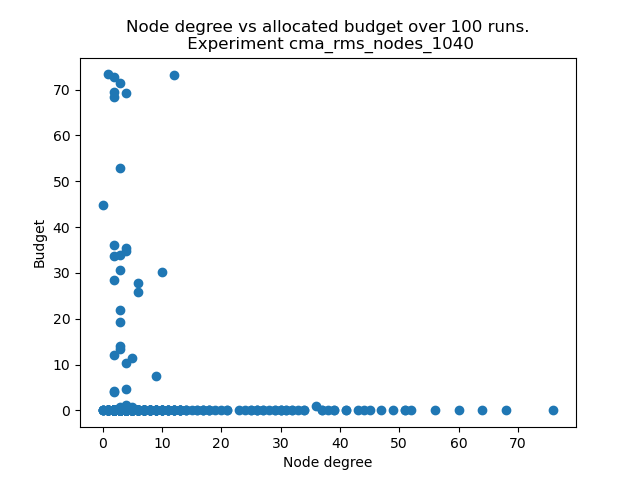 Node degree vs allocated budget over 100 runs.
Experiment cma_rms_nodes_1040
70
60
50
40
30
20
10
0
Budget
0 10 20 30 40 50 60 70
Node degree